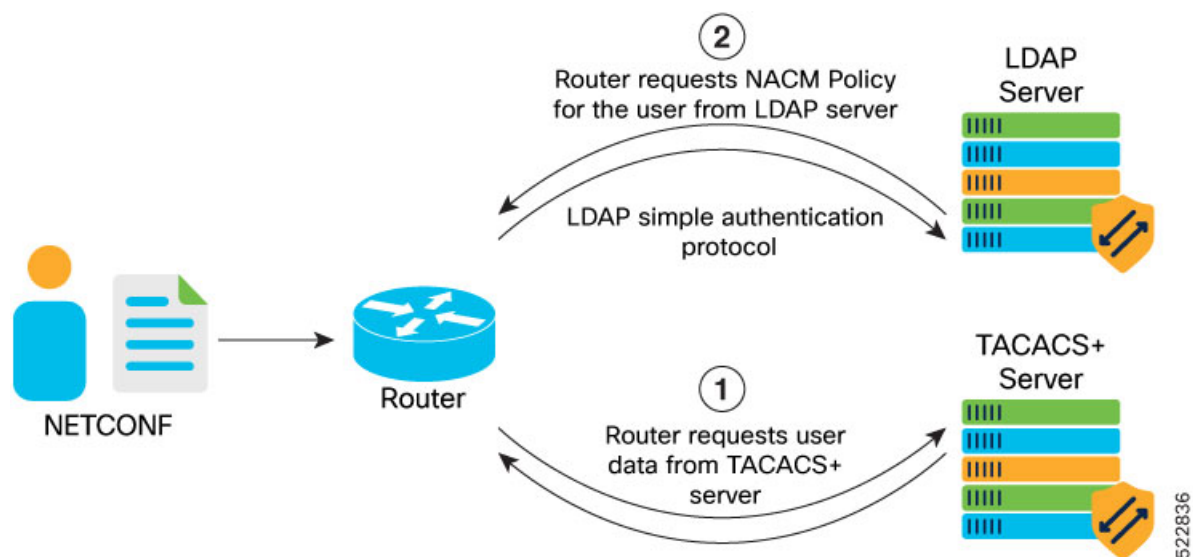 2
Router requests NACM Policy
for the user from LDAP server
LDAP
Server
LDAP simple authentication
protocol
NETCONF
Router
1
Router requests user
data from TACACS+
server
TACACS+
Server
522836